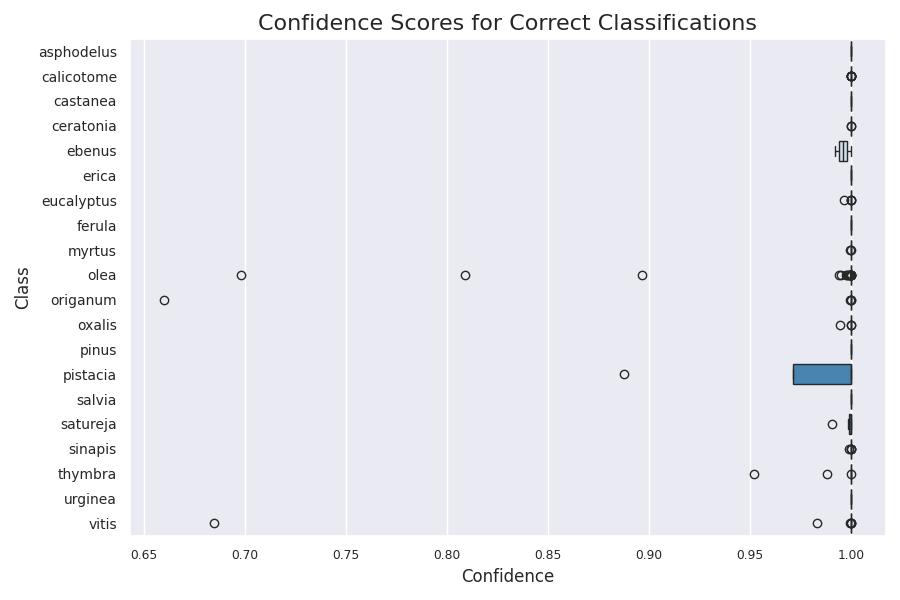 Confidence Scores for Correct Classifications
Class
asphodelus
calicotome
castanea
ceratonia
ebenus
erica
eucalyptus
ferula
myrtus
olea
origanum
oxalis
pinus
pistacia
salvia
satureja
sinapis
thymbra
urginea
vitis
0.65 0.70 0.75 0.80 0.85 0.90 0.95 1.00
Confidence